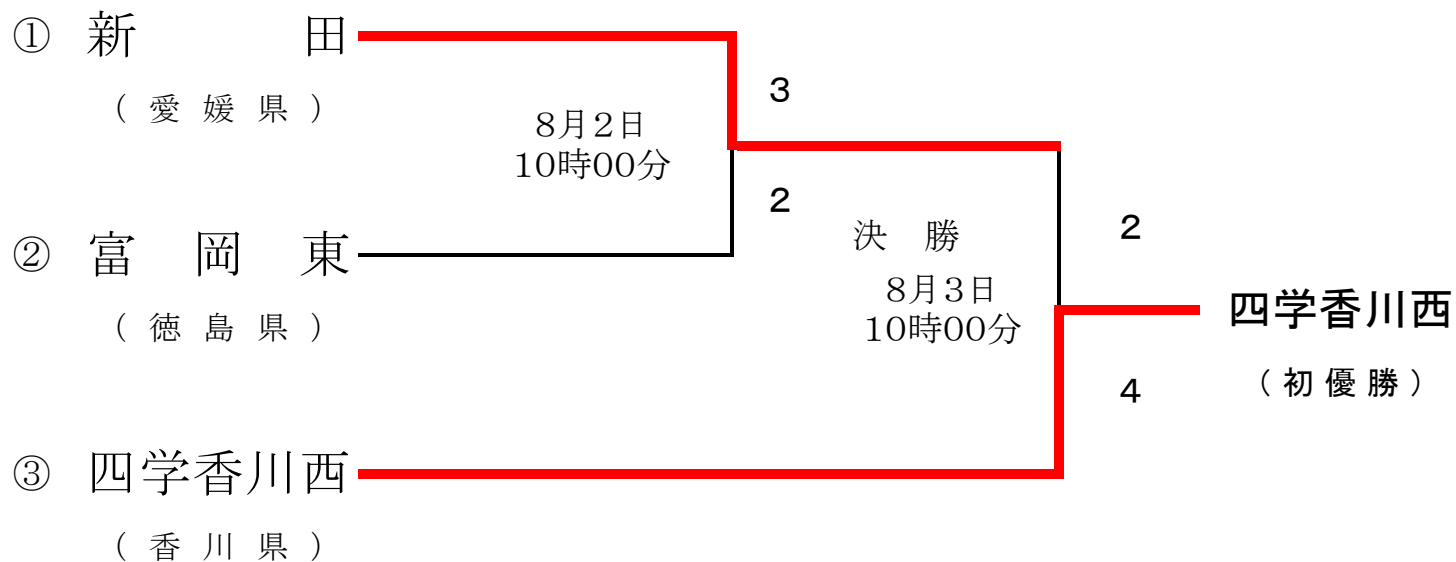 ① 新 田
(愛媛県)
3
8月2日
10時00分
2
② 富 岡 東
(徳島県)
決 勝
8月3日
10時00分
2
四学香川西
(初優勝)
4
③ 四学香川西
(香川県)